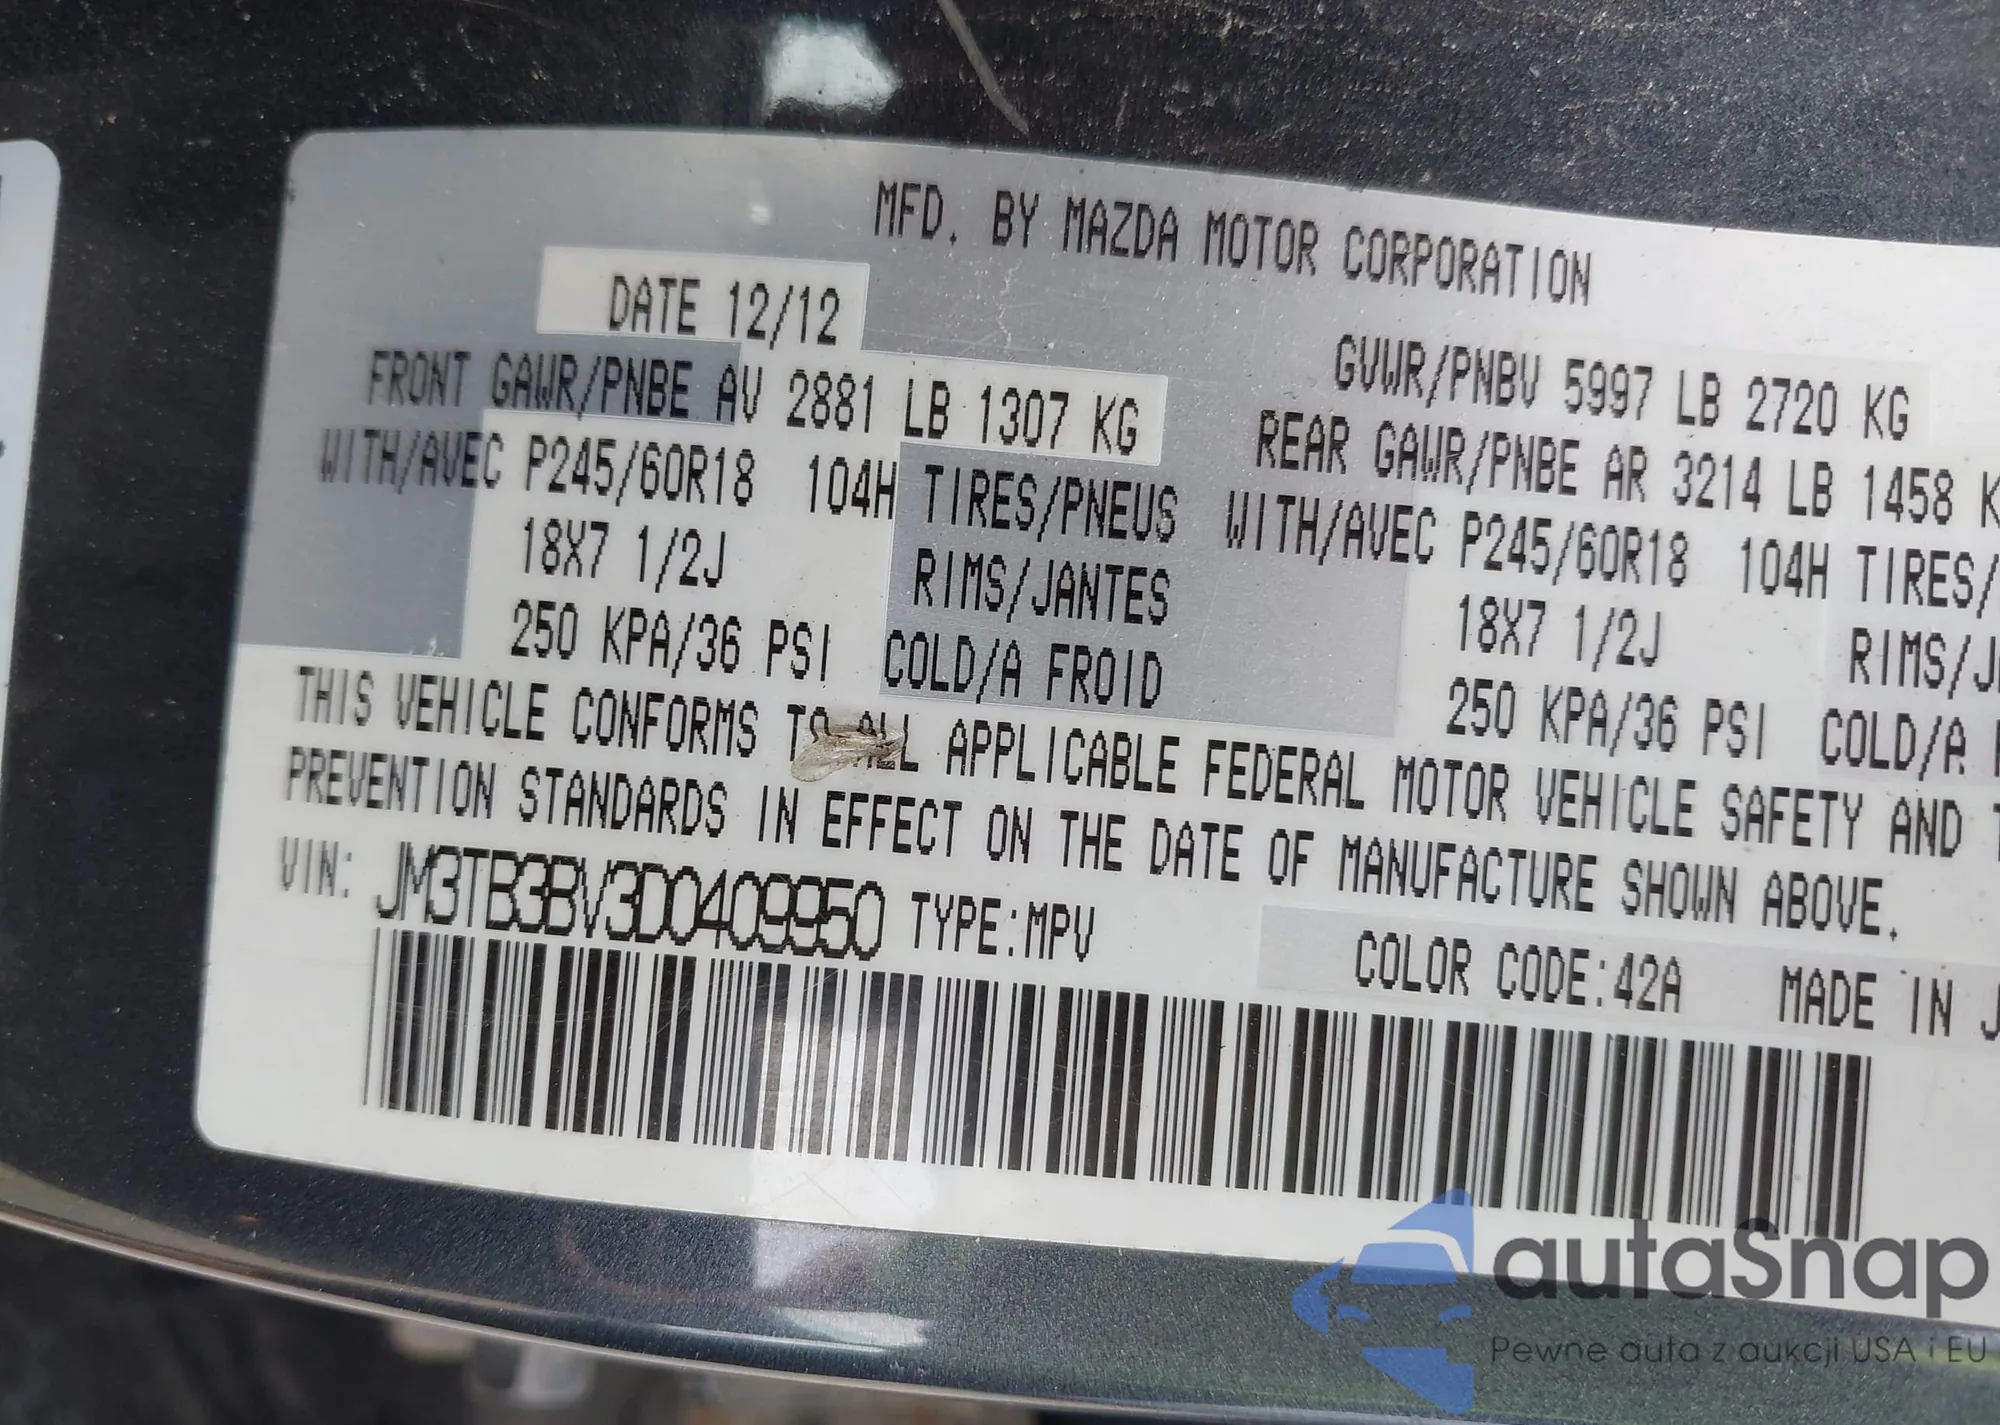 MFD. BY MAZDA MOTOR CORPORATION
DATE 12/12
GVWR/PNBV 5997 LB 2720 KG
FRONT GAWR/PNBE AV 2881 LB 1307 KG
REAR GAWR/PNBE AR 3214 LB 1458 K
WITH/AVEC P245/60R18 104H TIRES/PNEUS
WITH/AVEC P245/60R18 104H TIRES/
18X7 1/2J RIMS/JANTES
18X7 1/2J RIMS/J
250 KPA/36 PSI COLD/A FROID
250 KPA/36 PSI COLD/A
THIS VEHICLE CONFORMS TO ALL APPLICABLE FEDERAL MOTOR VEHICLE SAFETY AND T
PREVENTION STANDARDS IN EFFECT ON THE DATE OF MANUFACTURE SHOWN ABOVE.
VIN: JM3TB3BV3D0409950 TYPE:MPV
COLOR CODE:42A MADE IN J
autaSnap
Pewne auta z aukcji USA i EU